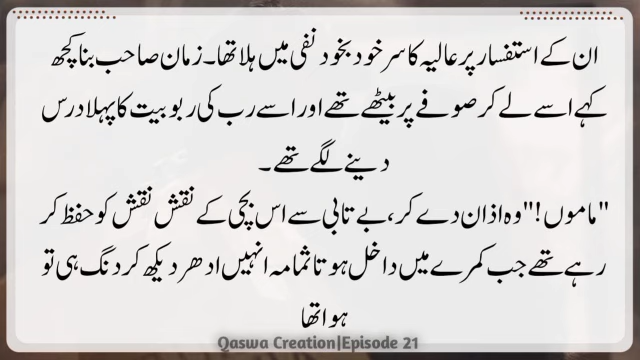 ان کے استفسار پر عالیہ کا سر خود بخود نفی میں ہلا تھا۔ زمان صاحب بنا کچھ
کہے اسے لے کر صوفے پر بیٹھے تھے اور اسے رب کی ربوبیت کا پہلا درس
دینے لگے تھے۔
"ماموں!" وہ اذان دے کر، بے تابی سے اس بچی کے نقش نقش کو حفظ کر
رہے تھے جب کمرے میں داخل ہوتا ثمامہ انہیں ادھر دیکھ کر دنگ ہی تو
ہوا تھا
Qaswa Creation|Episode 21